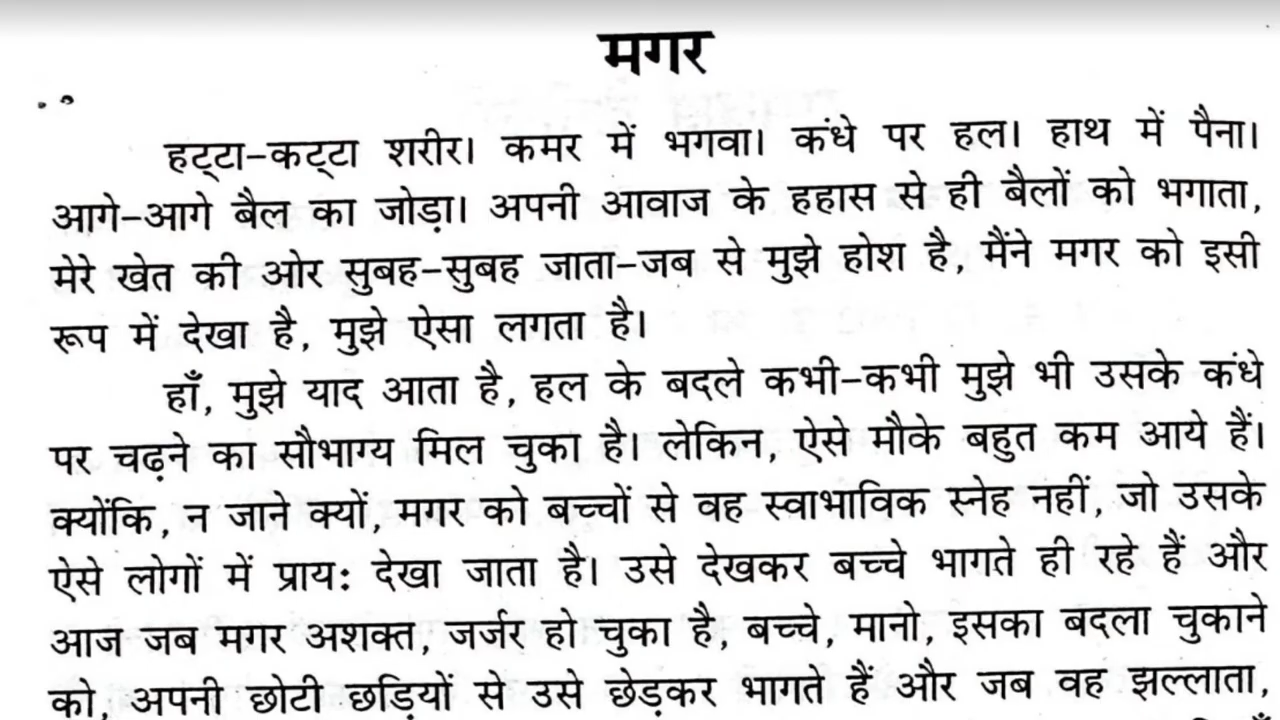 मगर
हट्टा-कट्टा शरीर। कमर में भगवा। कंधे पर हल। हाथ में पैना।
आगे-आगे बैल का जोड़ा। अपनी आवाज के हहास से ही बैलों को भगाता,
मेरे खेत की ओर सुबह-सुबह जाता-जब से मुझे होश है, मैंने मगर को इसी
रूप में देखा है, मुझे ऐसा लगता है।
हाँ, मुझे याद आता है, हल के बदले कभी-कभी मुझे भी उसके कंधे
पर चढ़ने का सौभाग्य मिल चुका है। लेकिन, ऐसे मौके बहुत कम आये हैं।
क्योंकि, न जाने क्यों, मगर को बच्चों से वह स्वाभाविक स्नेह नहीं, जो उसके
ऐसे लोगों में प्राय: देखा जाता है। उसे देखकर बच्चे भागते ही रहे हैं और
आज जब मगर अशक्त, जर्जर हो चुका है, बच्चे, मानो, इसका बदला चुकाने
को, अपनी छोटी छड़ियों से उसे छेड़कर भागते हैं और जब वह झल्लाता,